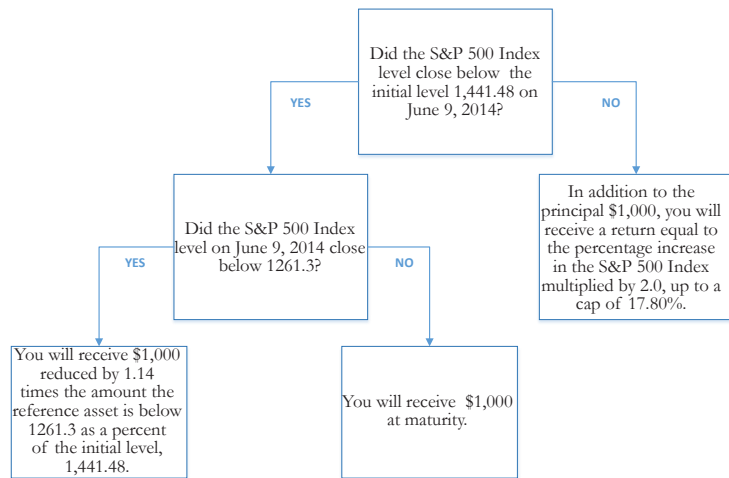 Did the S&P 500 Index
level close below the
initial level 1,441.48 on
June 9, 2014?
YES
NO
Did the S&P 500 Index
level on June 9, 2014 close
below 1261.3?
In addition to the
principal $1,000, you will
receive a return equal to
the percentage increase
in the S&P 500 Index
multiplied by 2.0, up to a
cap of 17.80%.
YES
NO
You will receive $1,000
reduced by 1.14
times the amount the
reference asset is below
1261.3 as a percent
of the initial level,
1,441.48.
You will receive $1,000
at maturity.